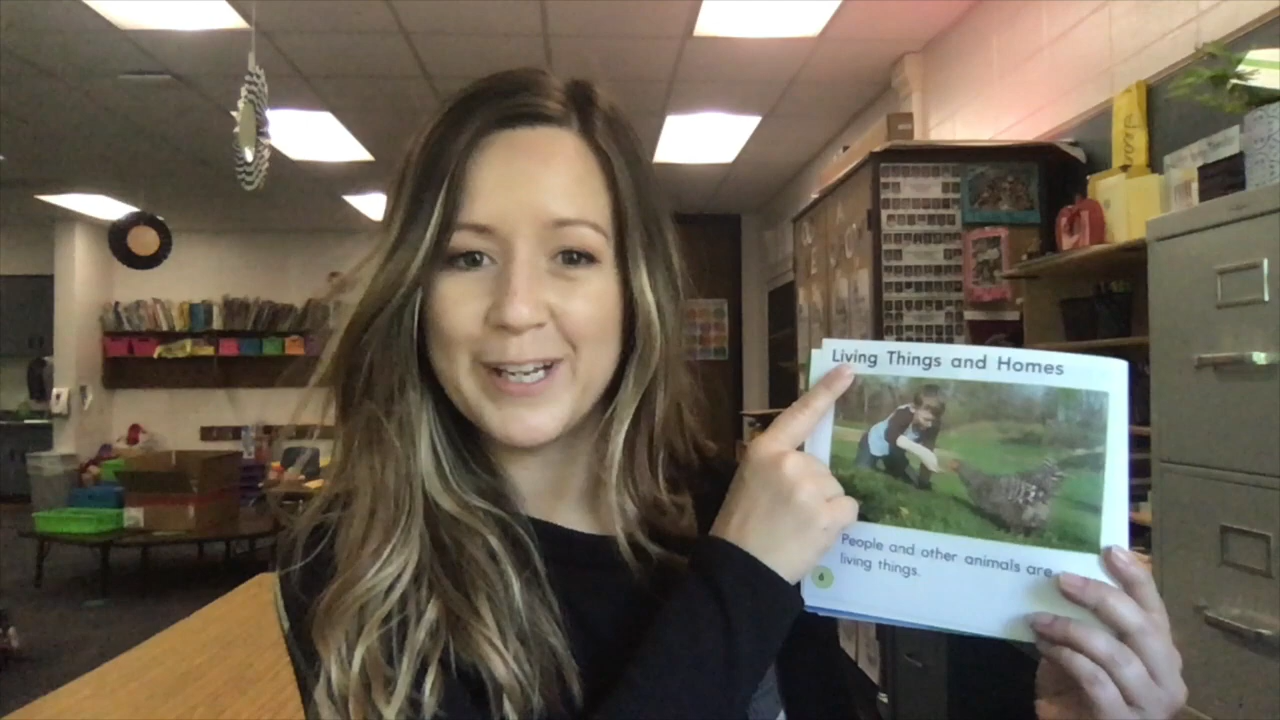 Living Things and Homes
People and other animals are
living things.
6